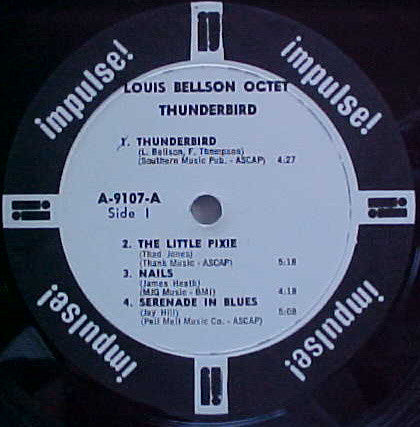 impulse!
impulse!
LOUIS BELLSON OCTET
THUNDERBIRD
1. THUNDERBIRD
(L. Bellson, F. Thompson)
(Southern Music Pub. - ASCAP) 4:27
A-9107-A
Side 1
2. THE LITTLE PIXIE
(Thad Jones)
(Thank Music - ASCAP) 5:18
3. NAILS
(James Heath)
(MJQ Music - BMI) 4:18
4. SERENADE IN BLUES
(Jay Hill)
(Pell Mell Music Co. - ASCAP) 5:08
impulse!
impulse!